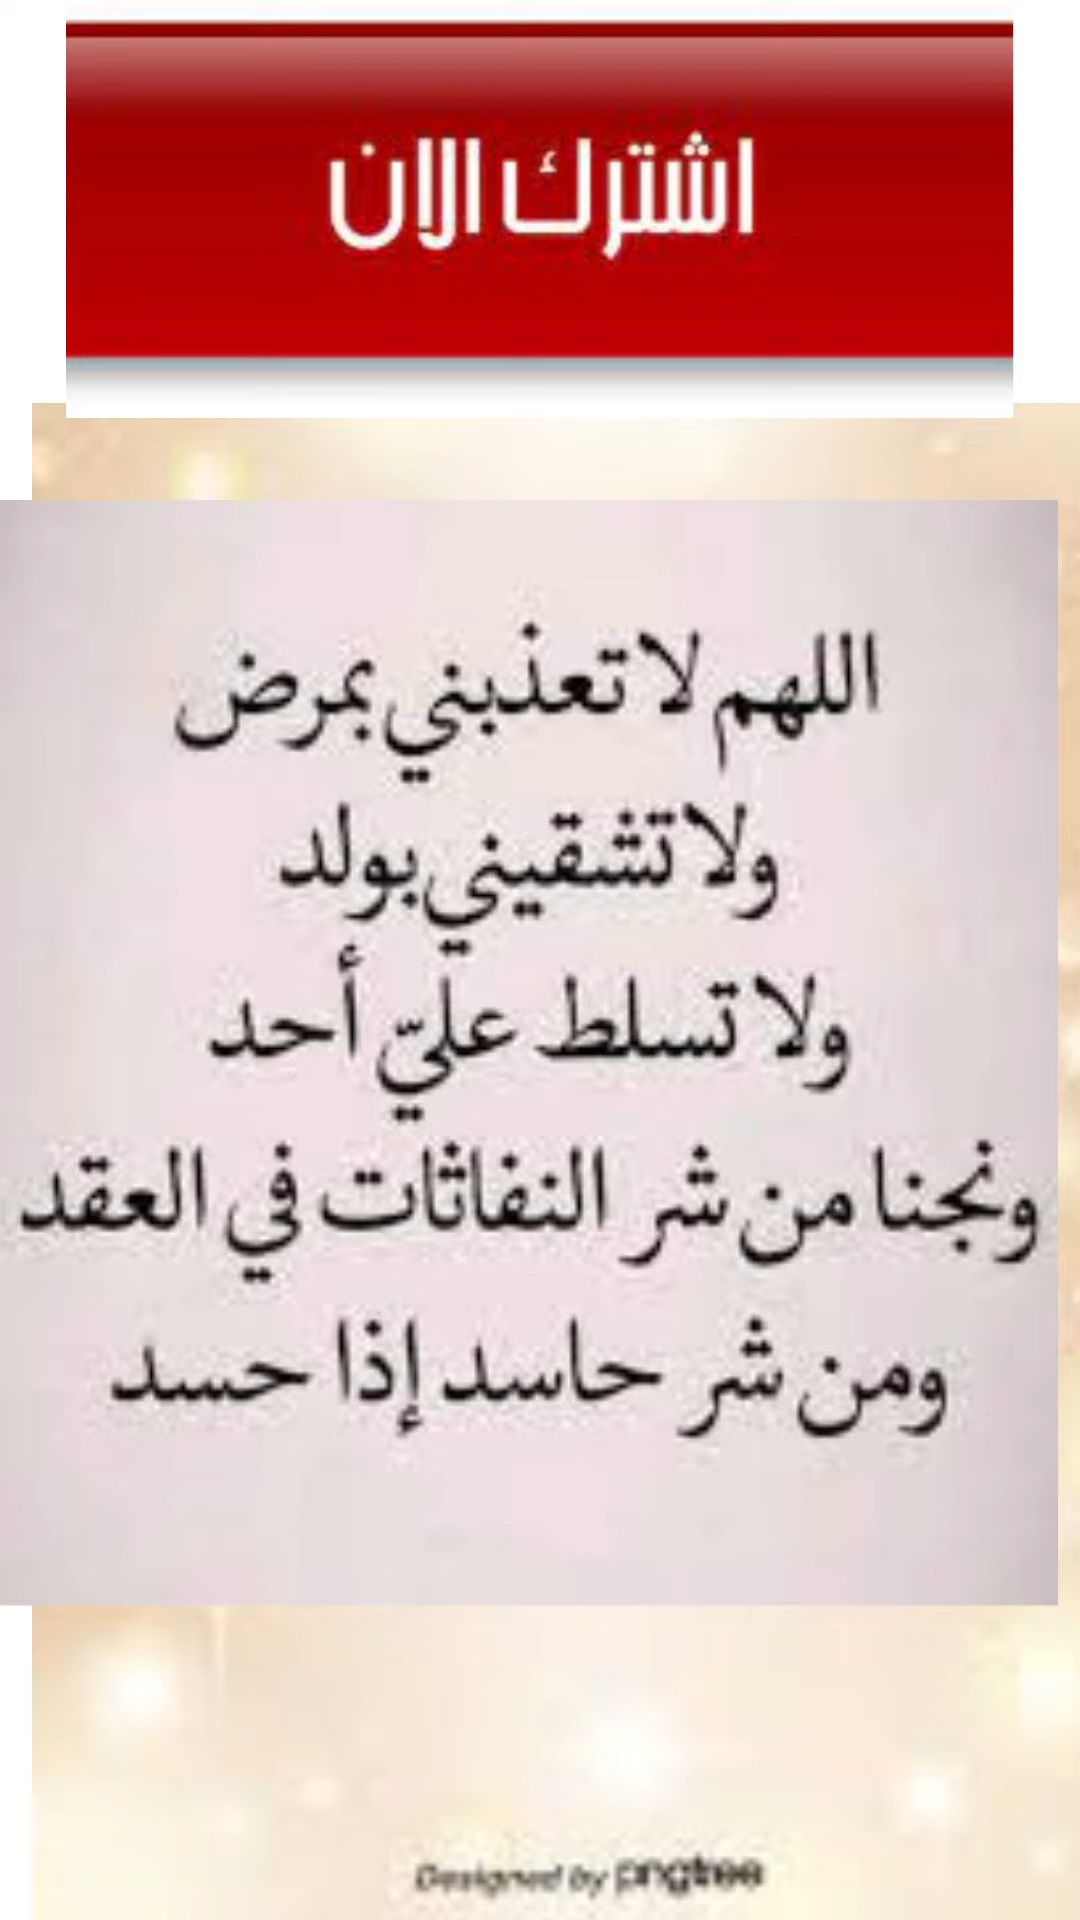 اشترك الان
اللهم لا تعذبني بمرض
ولا تشقيني بولد
ولا تسلط عليّ أحد
ونجنا من شر النفاثات في العقد
ومن شر حاسد إذا حسد
Designed by pngtree